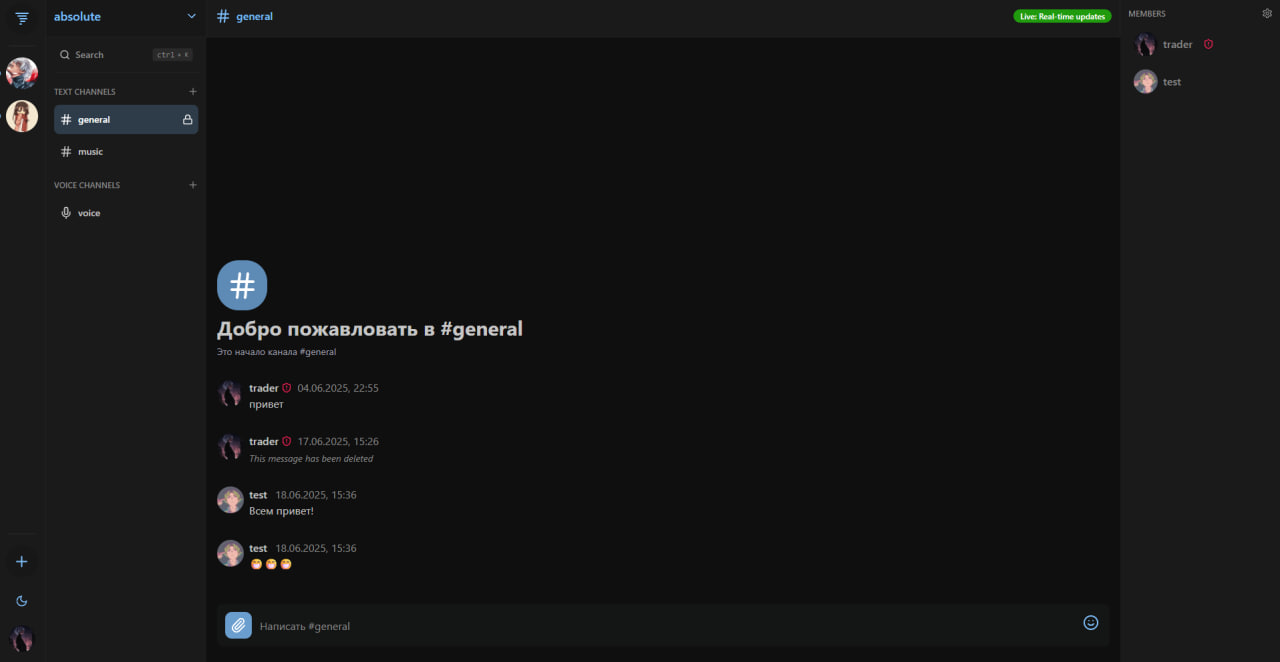 absolute
# general
Live: Real-time updates
MEMBERS
Search
ctrl + K
trader
test
TEXT CHANNELS
# general
# music
VOICE CHANNELS
voice
#
Добро пожавловать в #general
Это начало канала #general
trader 04.06.2025, 22:55
привет
trader 17.06.2025, 15:26
This message has been deleted
test 18.06.2025, 15:36
Всем привет!
test 18.06.2025, 15:36
😷 😷 😷
Написать #general